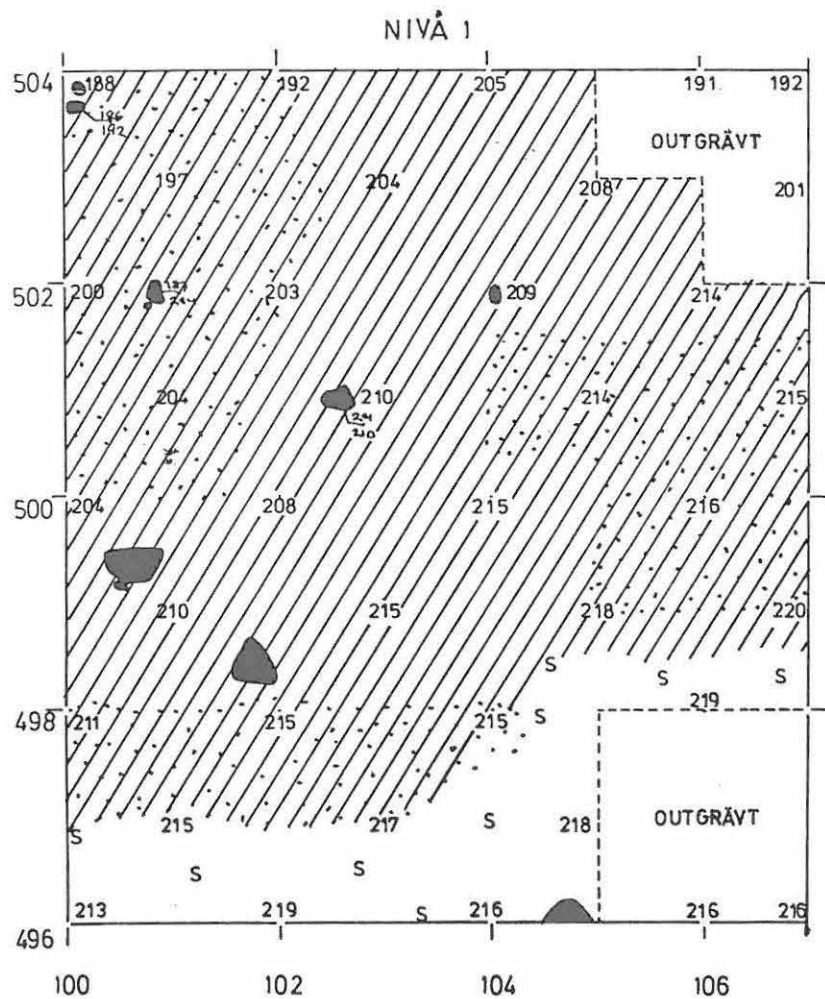 NIVÅ 1
504
188 192 205 191 192
192
OUTGRÄVT
197 204 208 201
502
200 203 209 214
204 210 214 215
210
500
204 208 215 216
210 215 218 220
S S S
219
498
211 215 215 S
S 215 217 S 218 OUTGRÄVT
S S
213 219 S 216 216 216
496
100 102 104 106